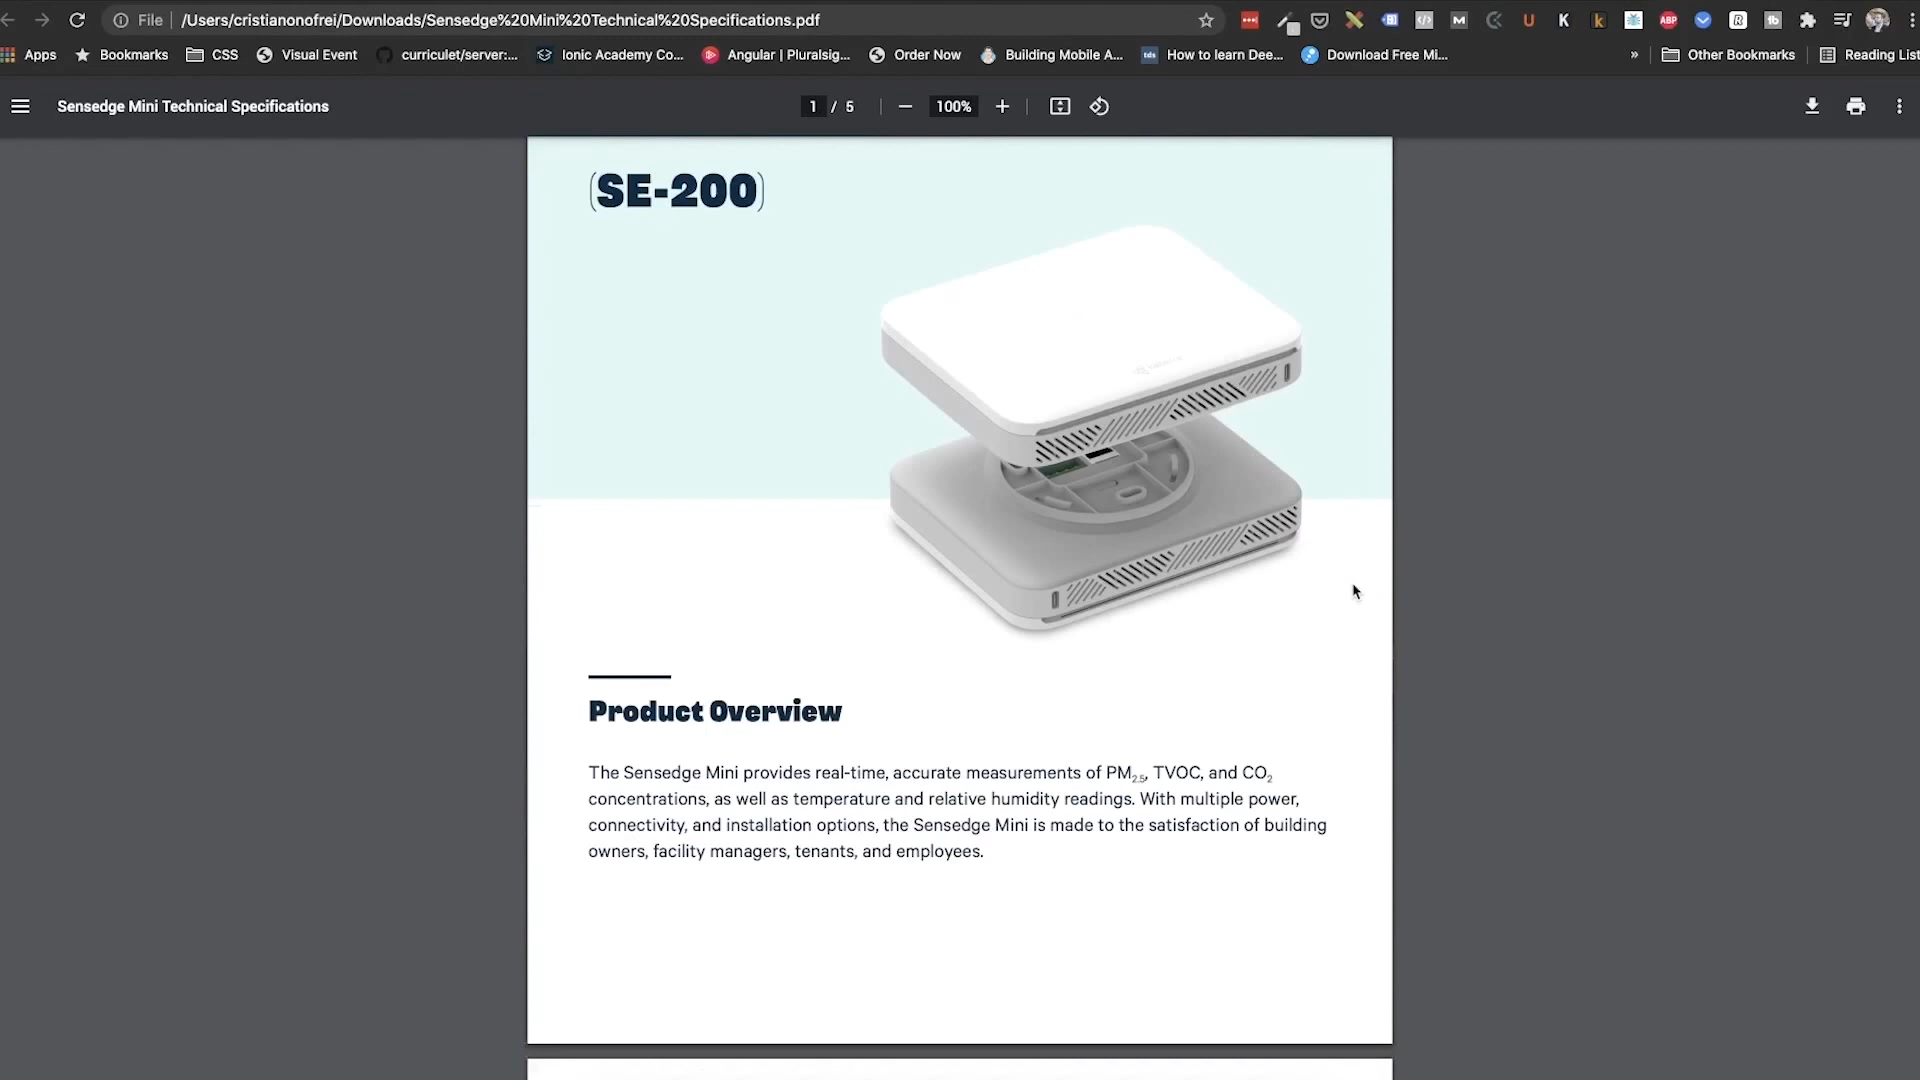 File /Users/cristianonofrei/Downloads/Sensedge%20Mini%20Technical%20Specifications.pdf
Apps Bookmarks CSS Visual Event curriculet/server:... Ionic Academy Co... Angular | Pluralsig... Order Now Building Mobile A... tds How to learn Dee... Download Free Mi... » Other Bookmarks Reading List
Sensedge Mini Technical Specifications 1 / 5 100%
(SE-200)
Product Overview
The Sensedge Mini provides real-time, accurate measurements of PM2.5, TVOC, and CO2
concentrations, as well as temperature and relative humidity readings. With multiple power,
connectivity, and installation options, the Sensedge Mini is made to the satisfaction of building
owners, facility managers, tenants, and employees.